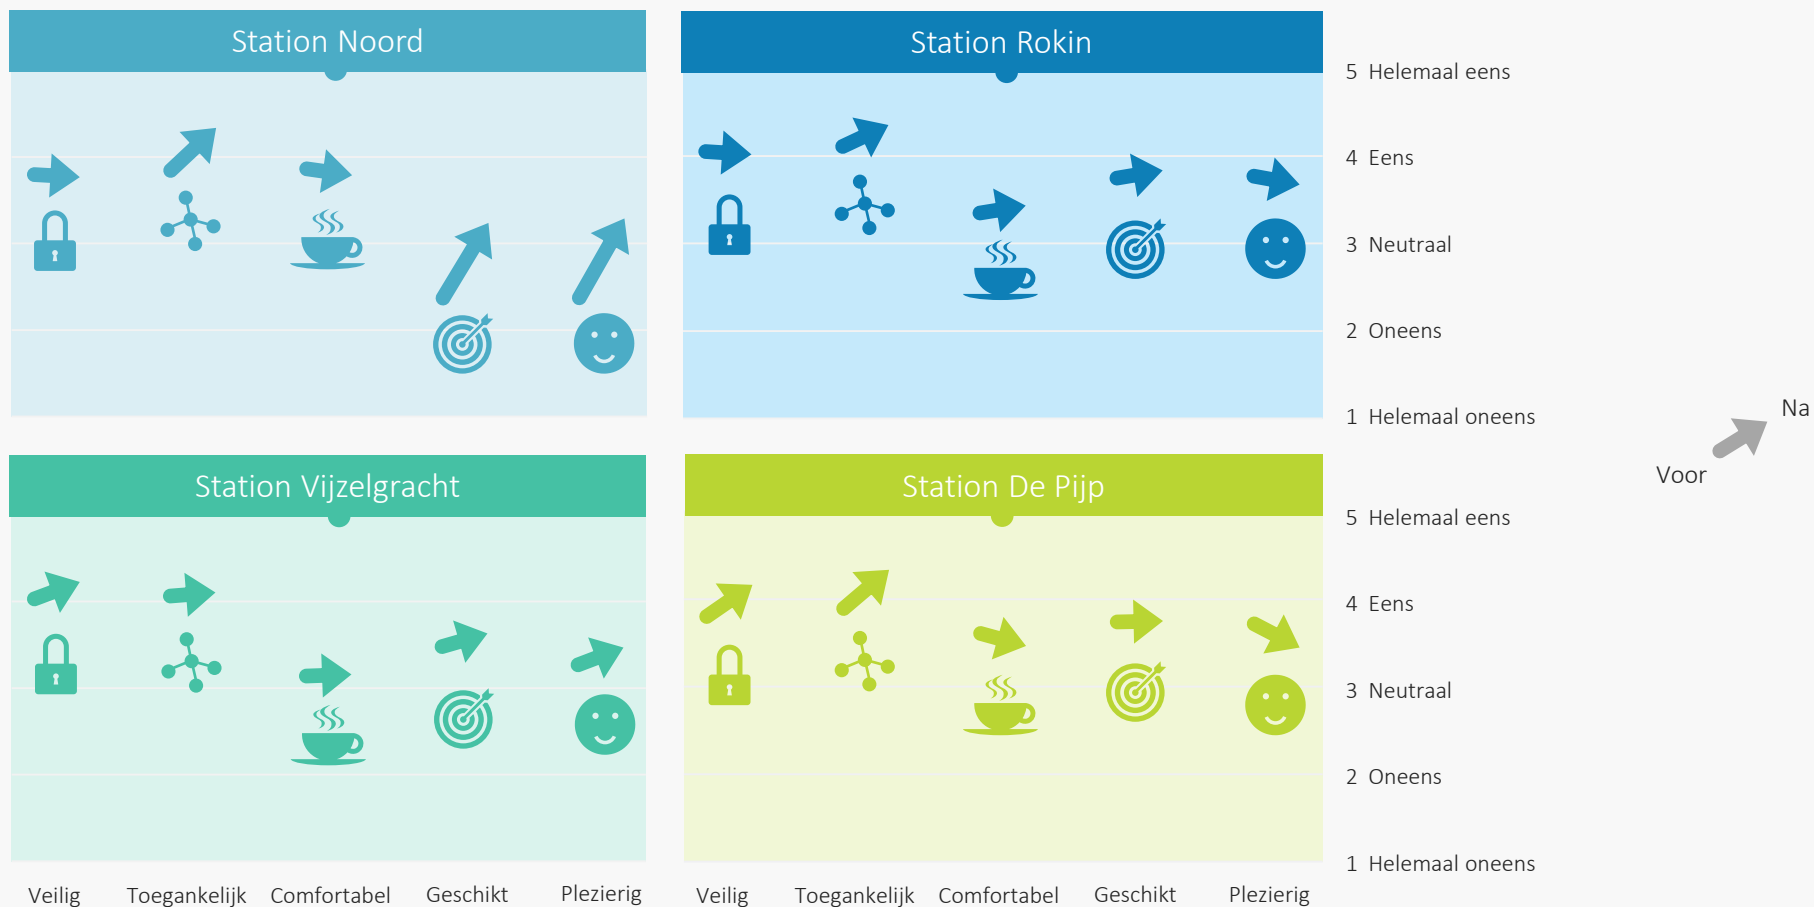 Station Noord
Station Rokin
5 Helemaal eens
4 Eens
3 Neutraal
2 Oneens
1 Helemaal oneens
Na
Voor
Station Vijzelgracht
Station De Pijp
5 Helemaal eens
4 Eens
3 Neutraal
2 Oneens
1 Helemaal oneens
Veilig Toegankelijk Comfortabel Geschikt Plezierig Veilig Toegankelijk Comfortabel Geschikt Plezierig